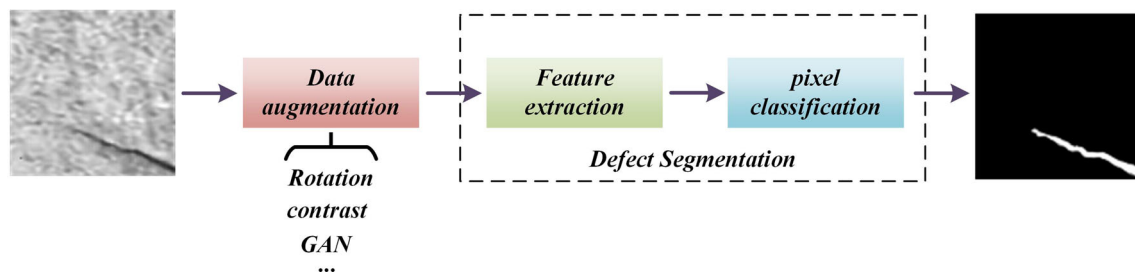 Data
augmentation
Feature
extraction
pixel
classification
Defect Segmentation
Rotation
contrast
GAN
...